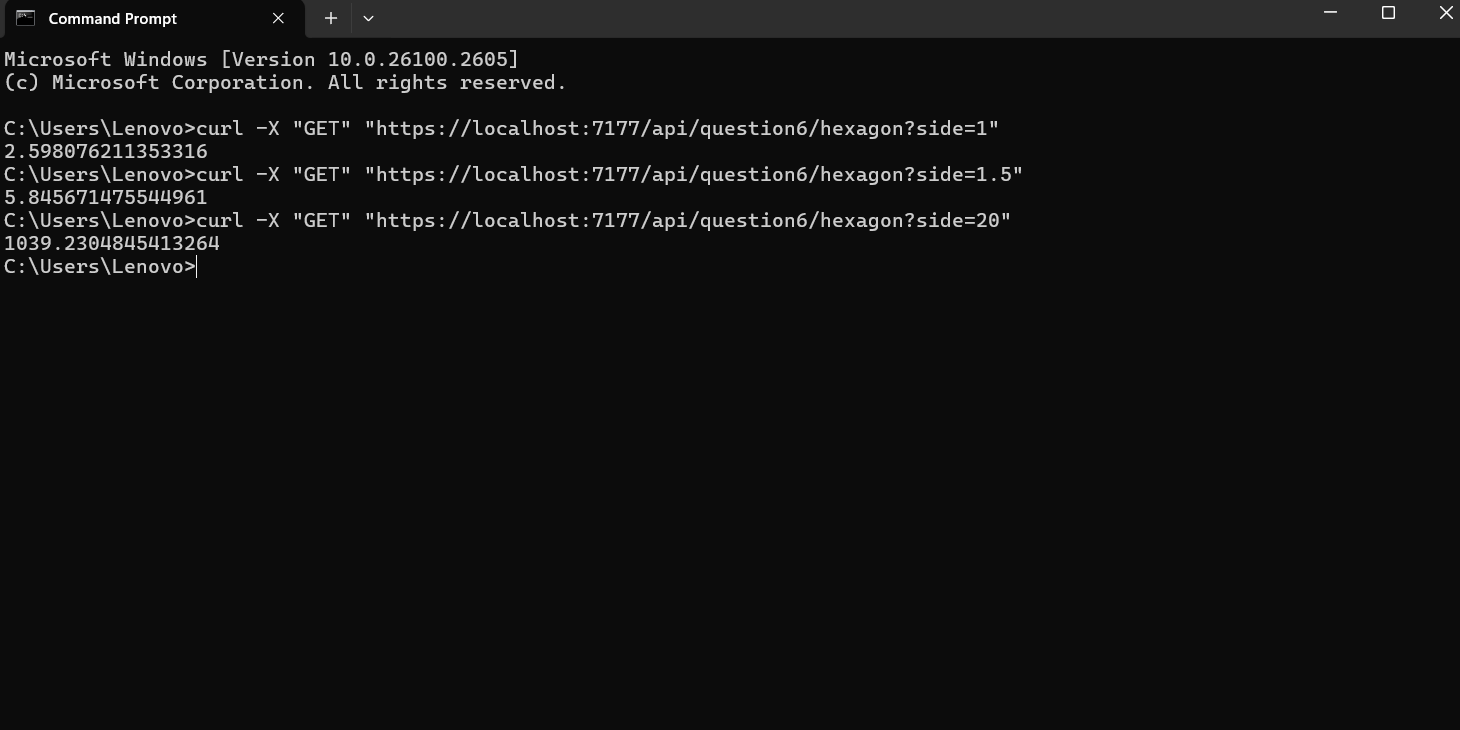 Command Prompt
Microsoft Windows [Version 10.0.26100.2605]
(c) Microsoft Corporation. All rights reserved.
C:\Users\Lenovo>curl -X "GET" "https://localhost:7177/api/question6/hexagon?side=1"
2.598076211353316
C:\Users\Lenovo>curl -X "GET" "https://localhost:7177/api/question6/hexagon?side=1.5"
5.845671475544961
C:\Users\Lenovo>curl -X "GET" "https://localhost:7177/api/question6/hexagon?side=20"
1039.2304845413264
C:\Users\Lenovo>